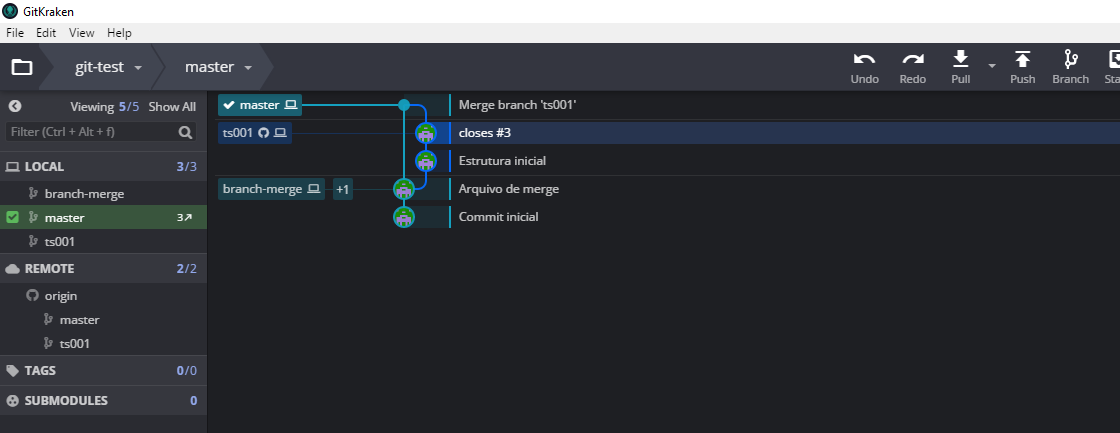 GitKraken
File Edit View Help
git-test master
Undo Redo Pull Push Branch Sta
Viewing 5/5 Show All
Filter (Ctrl + Alt + f)
LOCAL 3/3
branch-merge
master 3
ts001
REMOTE 2/2
origin
master
ts001
TAGS 0/0
SUBMODULES 0
master Merge branch 'ts001'
ts001 closes #3
Estrutura inicial
branch-merge +1 Arquivo de merge
Commit inicial